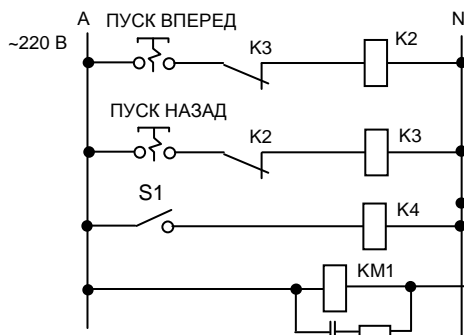 A
N
~220 В
ПУСК ВПЕРЕД
K3
K2
ПУСК НАЗАД
K2
K3
S1
K4
KM1